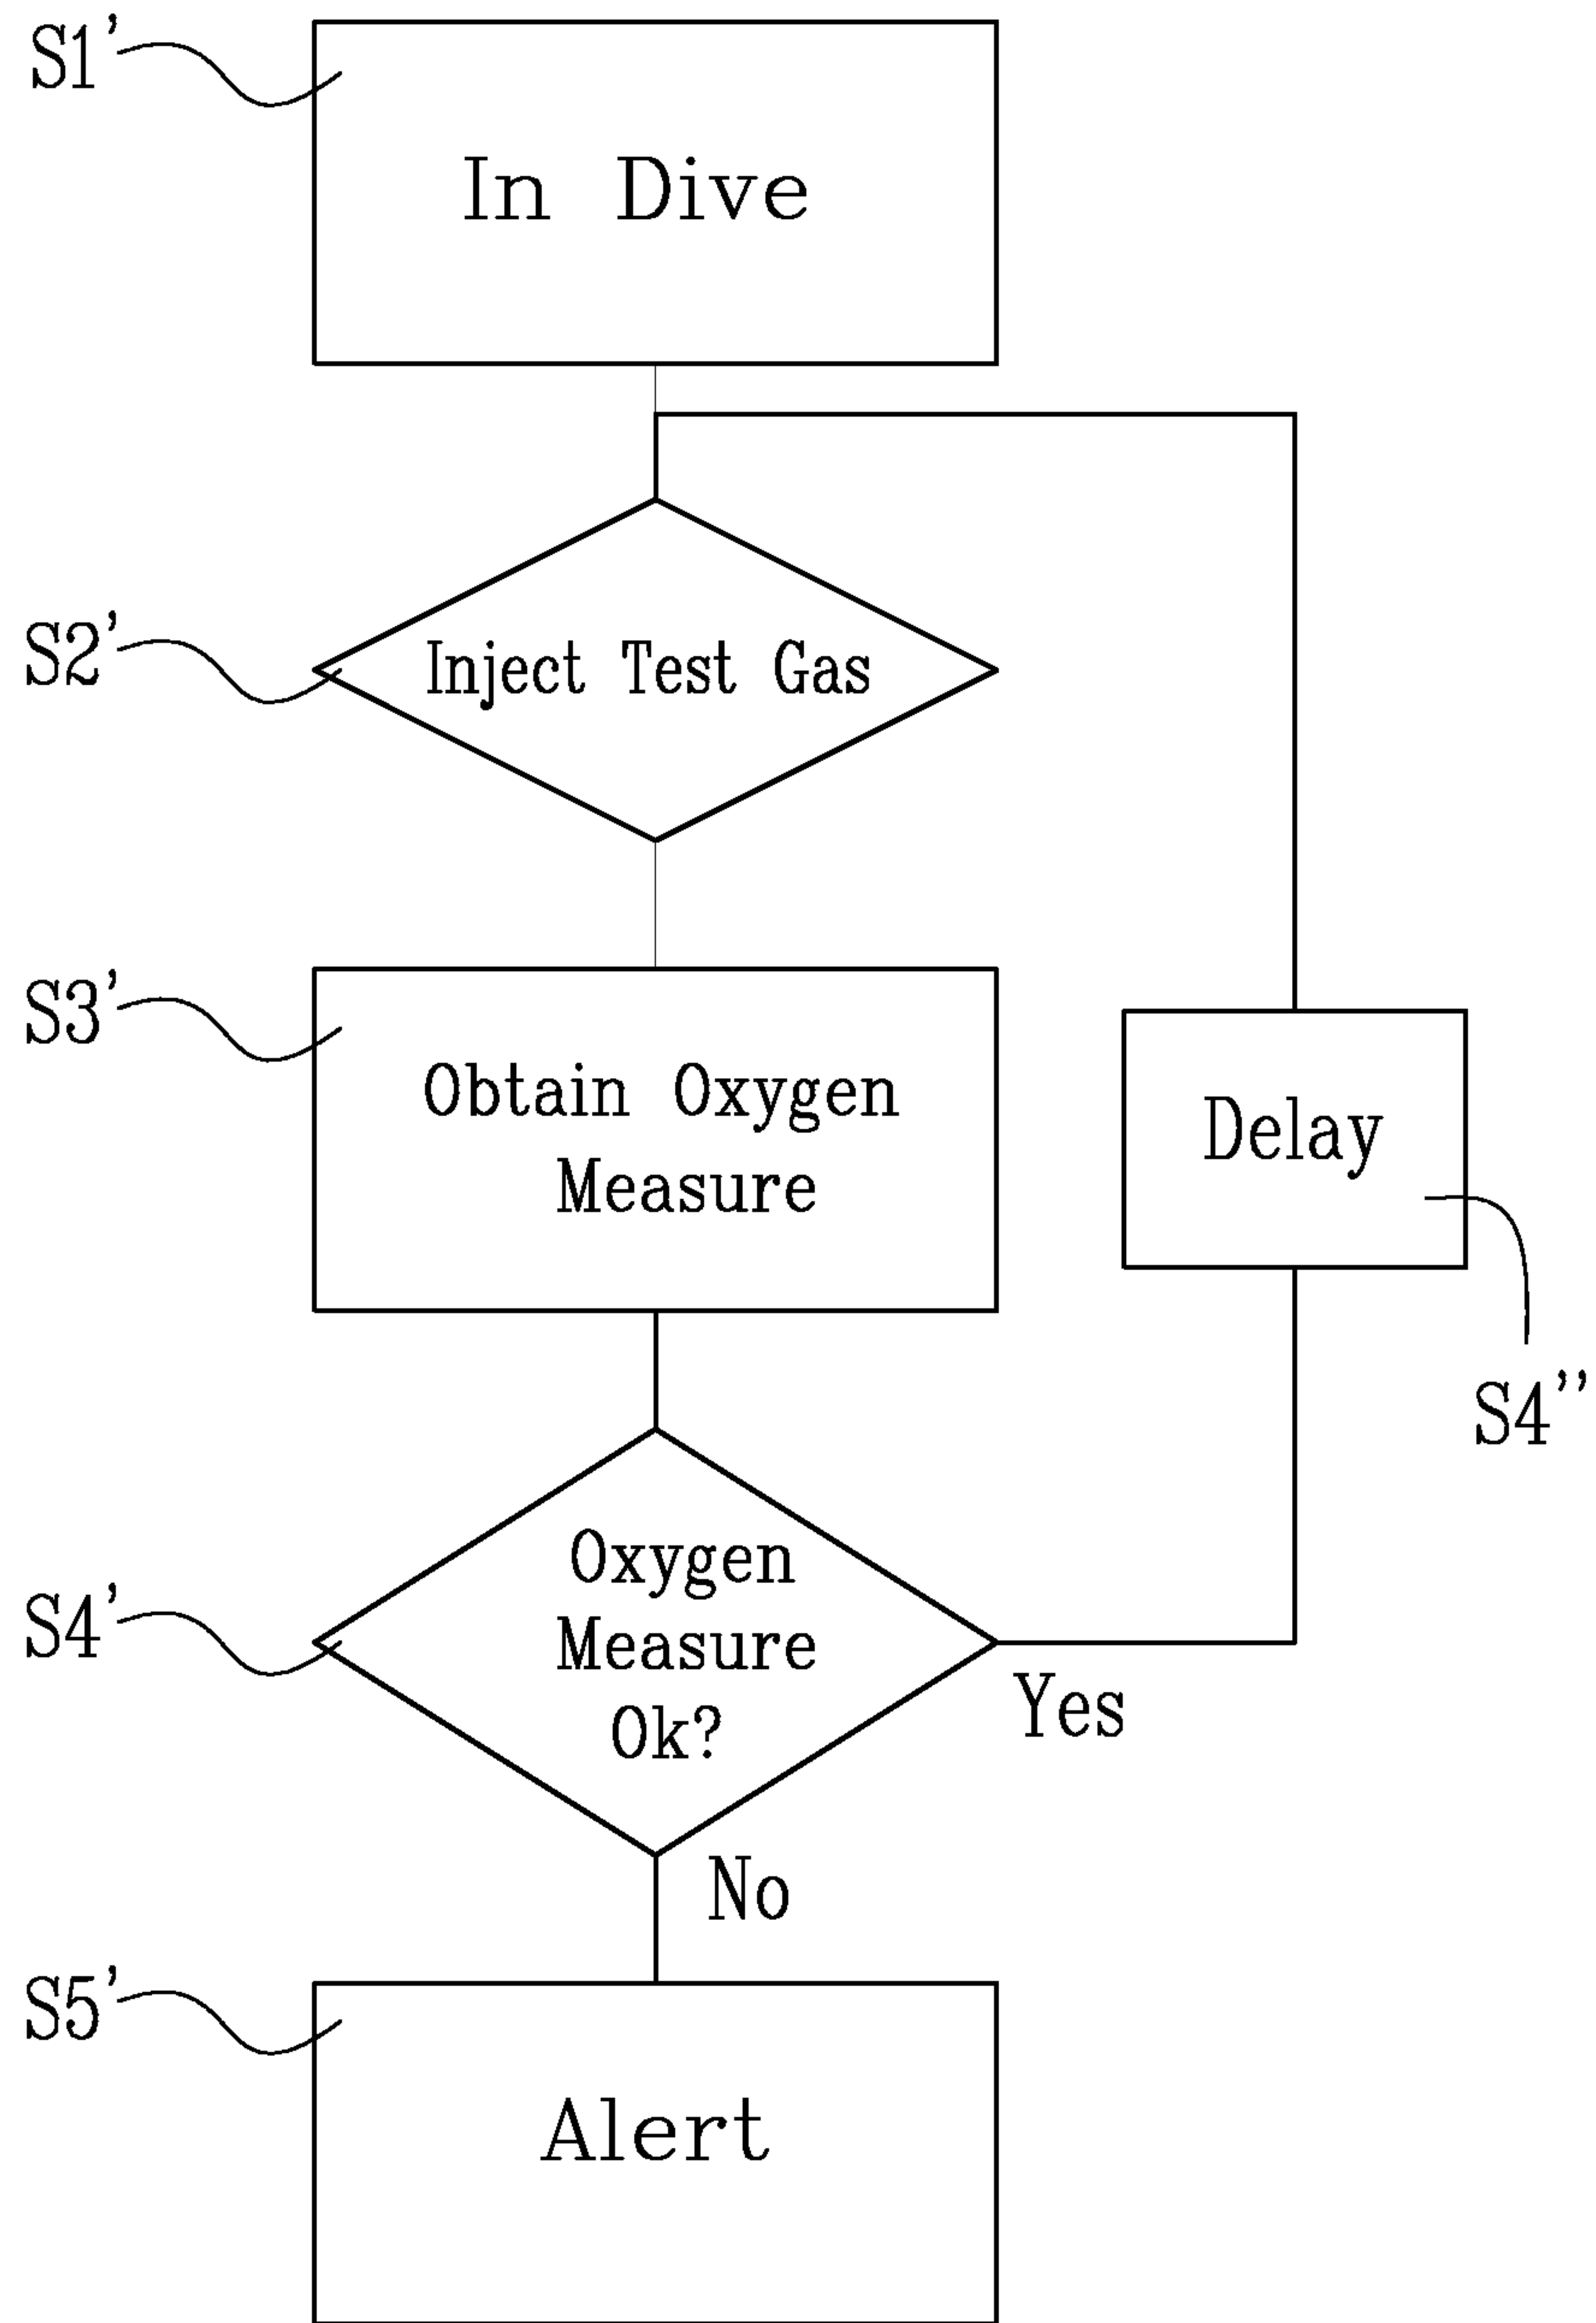 S1'
In Dive
S2'
Inject Test Gas
S3'
Obtain Oxygen
Measure
Delay
S4''
S4'
Oxygen
Measure
Ok?
Yes
No
S5'
Alert